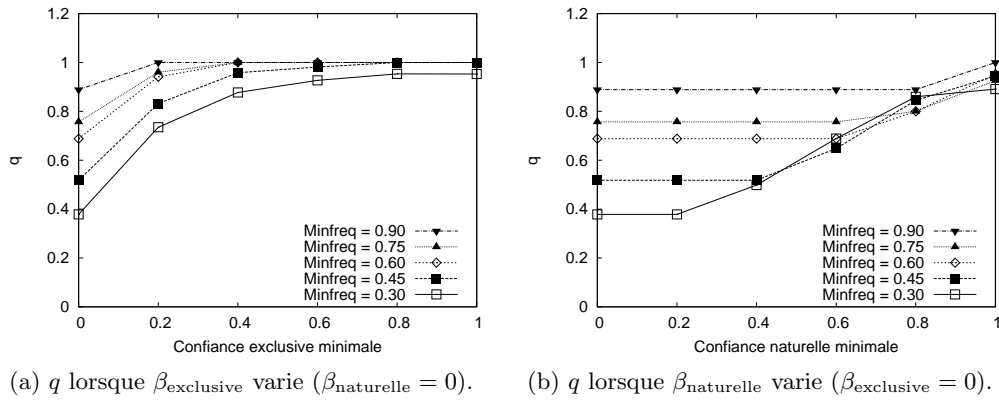 1.2
1
0.8
0.6
0.4
0.2
0
q
Minfreq = 0.90
Minfreq = 0.75
Minfreq = 0.60
Minfreq = 0.45
Minfreq = 0.30
0 0.2 0.4 0.6 0.8 1
Confiance exclusive minimale
(a) q lorsque βexclusive varie (βnaturelle = 0).
1.2
1
0.8
0.6
0.4
0.2
0
q
Minfreq = 0.90
Minfreq = 0.75
Minfreq = 0.60
Minfreq = 0.45
Minfreq = 0.30
0 0.2 0.4 0.6 0.8 1
Confiance naturelle minimale
(b) q lorsque βnaturelle varie (βexclusive = 0).